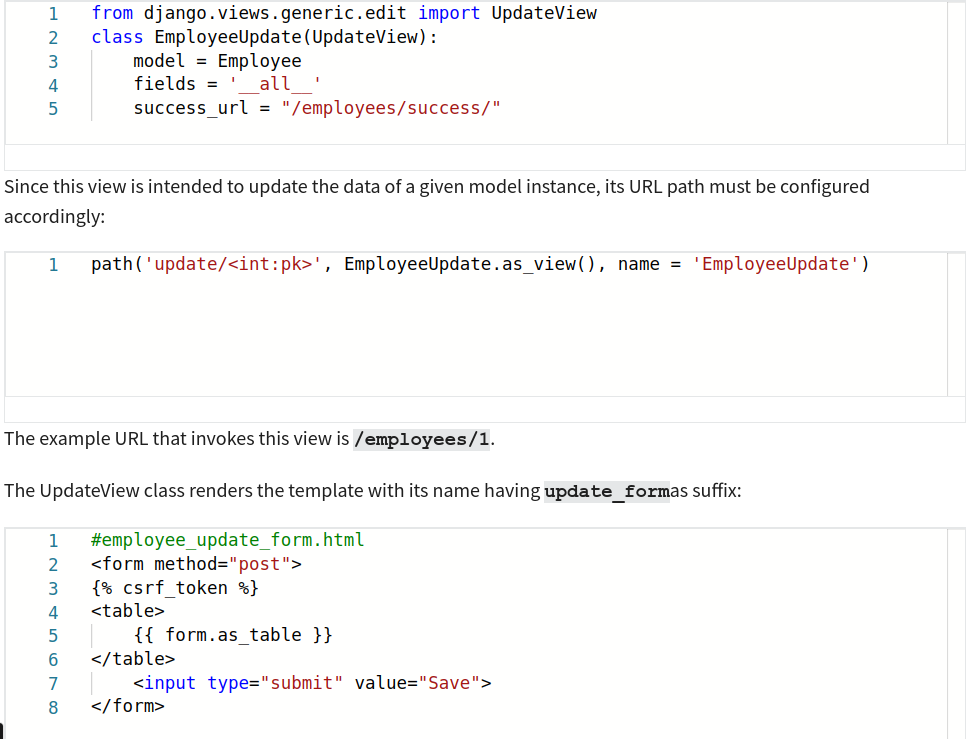 1 from django.views.generic.edit import UpdateView
2 class EmployeeUpdate(UpdateView):
3     model = Employee
4     fields = '__all__'
5     success_url = "/employees/success/"
Since this view is intended to update the data of a given model instance, its URL path must be configured
accordingly:
1 path('update/<int:pk>', EmployeeUpdate.as_view(), name = 'EmployeeUpdate')
The example URL that invokes this view is /employees/1.
The UpdateView class renders the template with its name having update_formas suffix:
1 #employee_update_form.html
2 <form method="post">
3 {% csrf_token %}
4 <table>
5     {{ form.as_table }}
6 </table>
7     <input type="submit" value="Save">
8 </form>